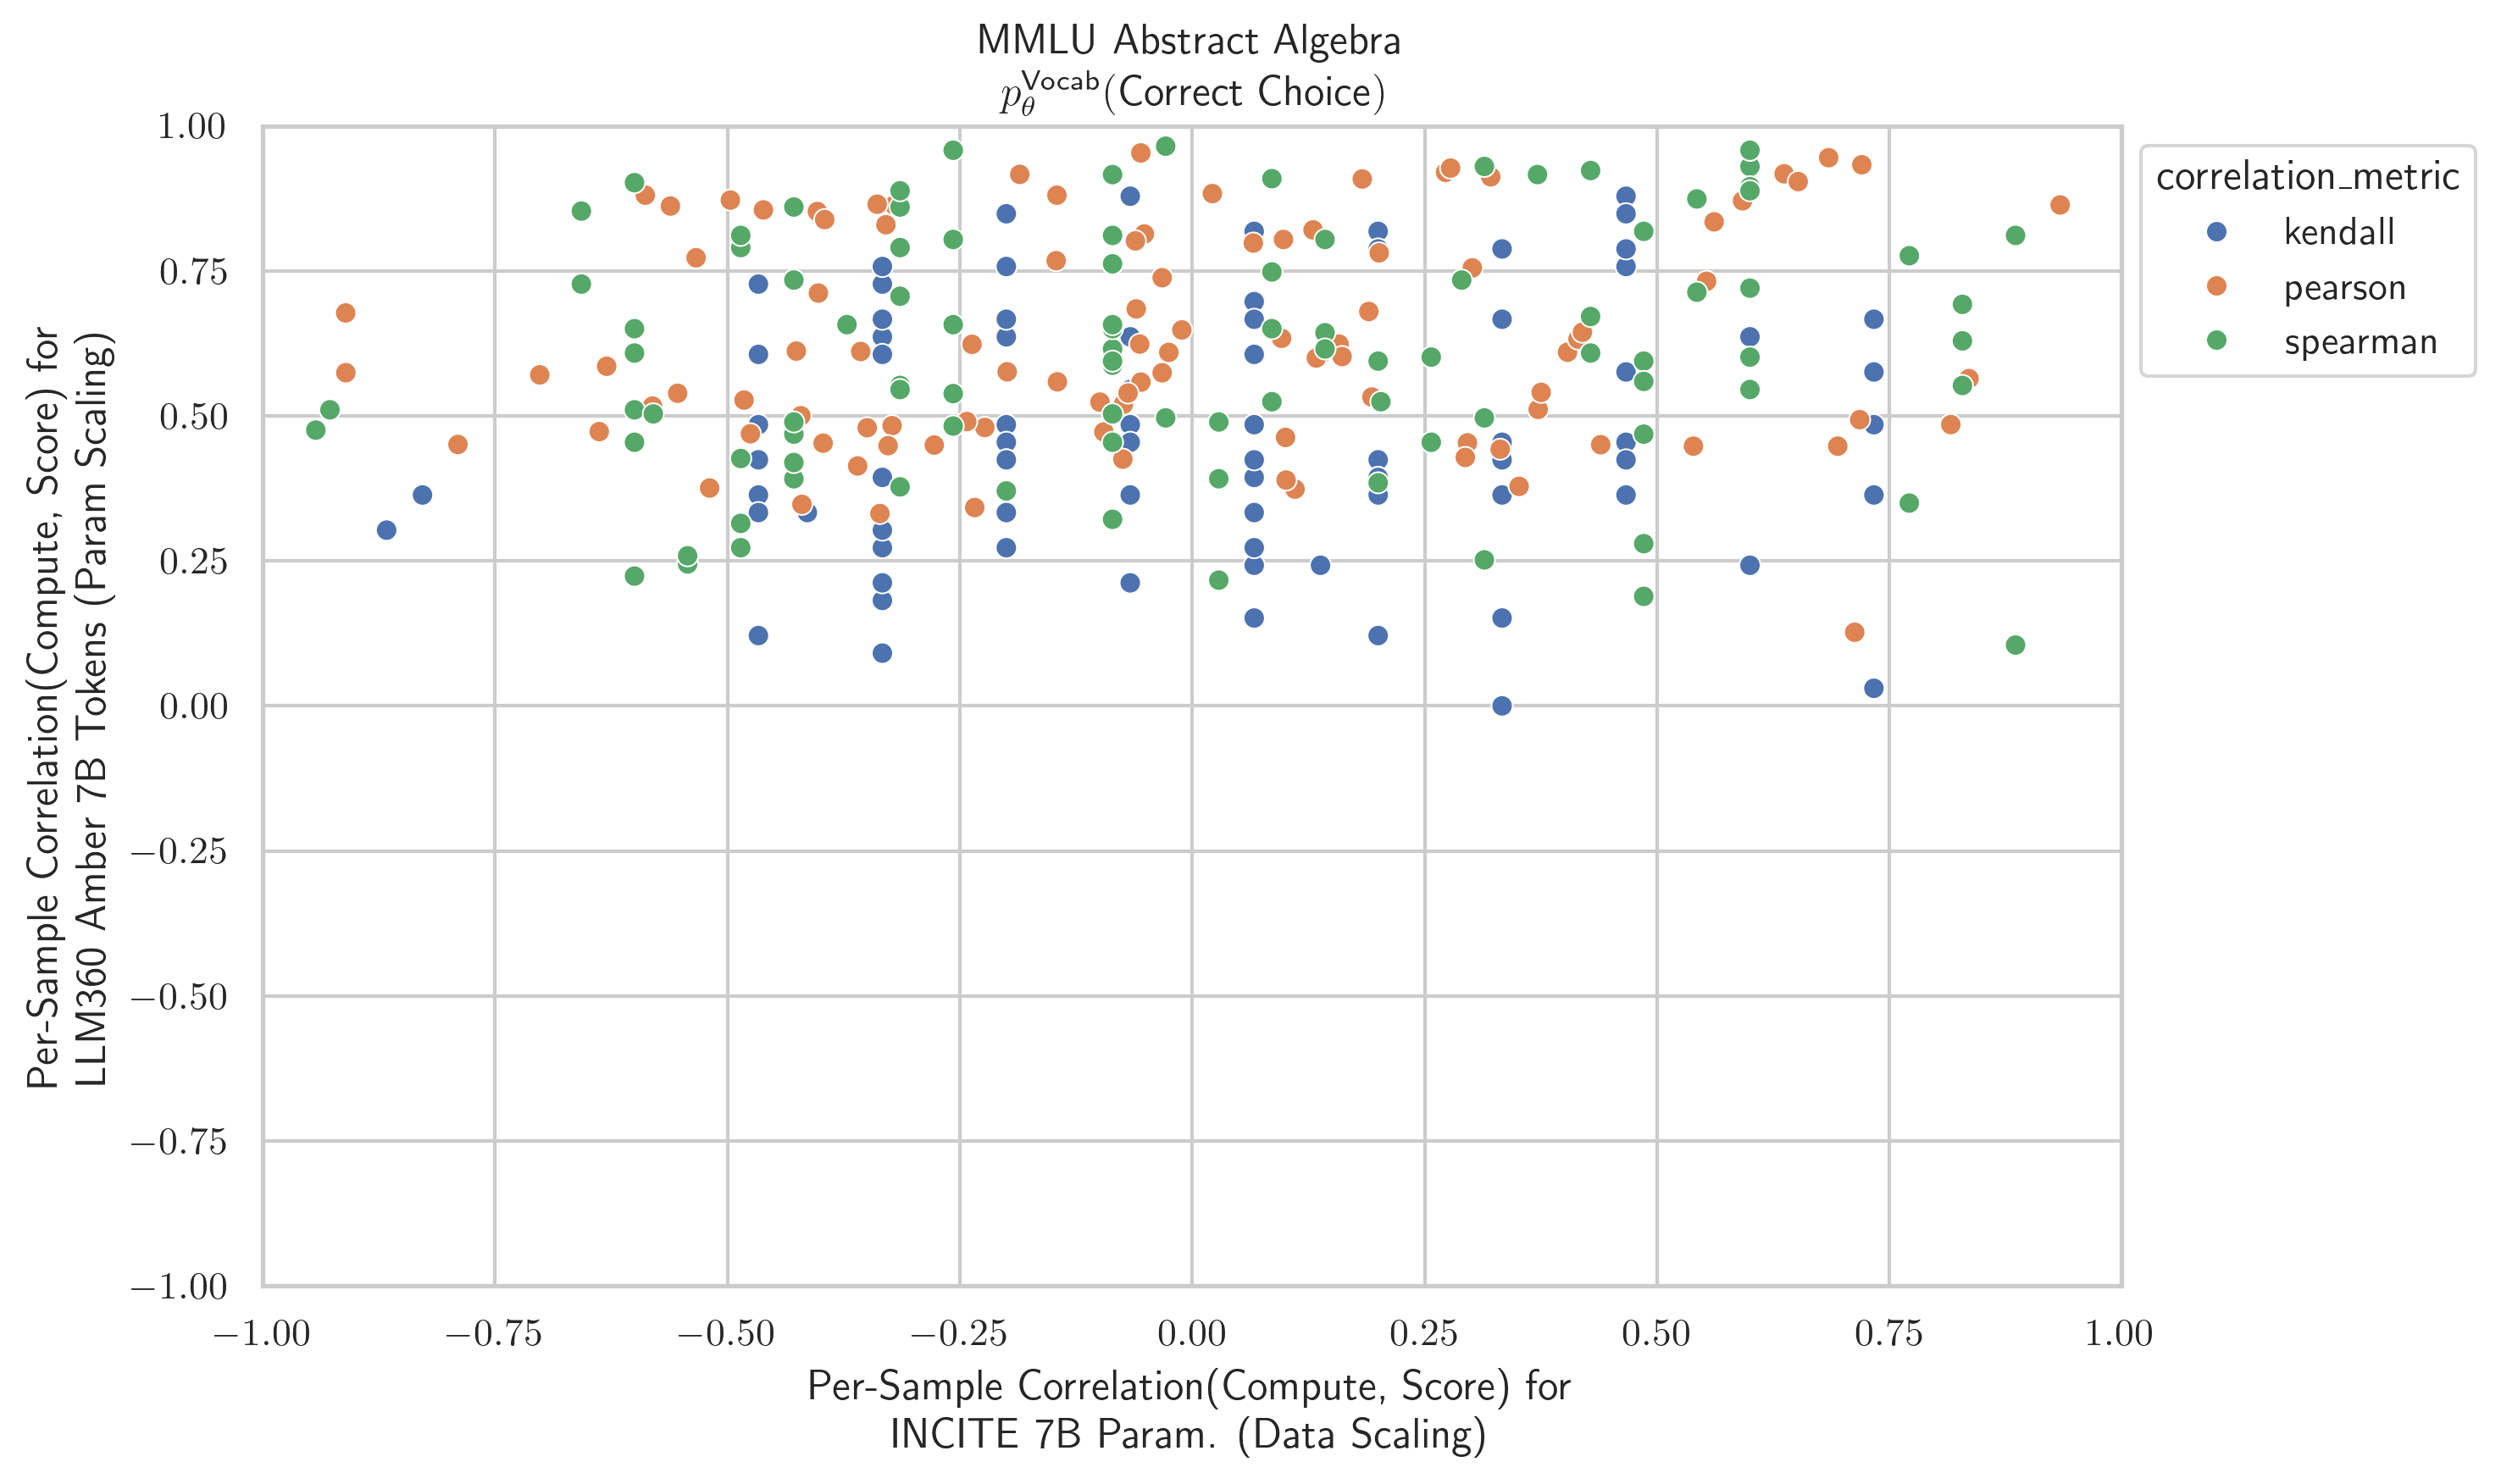 MMLU Abstract Algebra
p_θ^Vocab(Correct Choice)
Per-Sample Correlation(Compute, Score) for
LLM360 Amber 7B Tokens (Param Scaling)
1.00
0.75
0.50
0.25
0.00
−0.25
−0.50
−0.75
−1.00
−1.00 −0.75 −0.50 −0.25 0.00 0.25 0.50 0.75 1.00
Per-Sample Correlation(Compute, Score) for
INCITE 7B Param. (Data Scaling)
correlation_metric
kendall
pearson
spearman